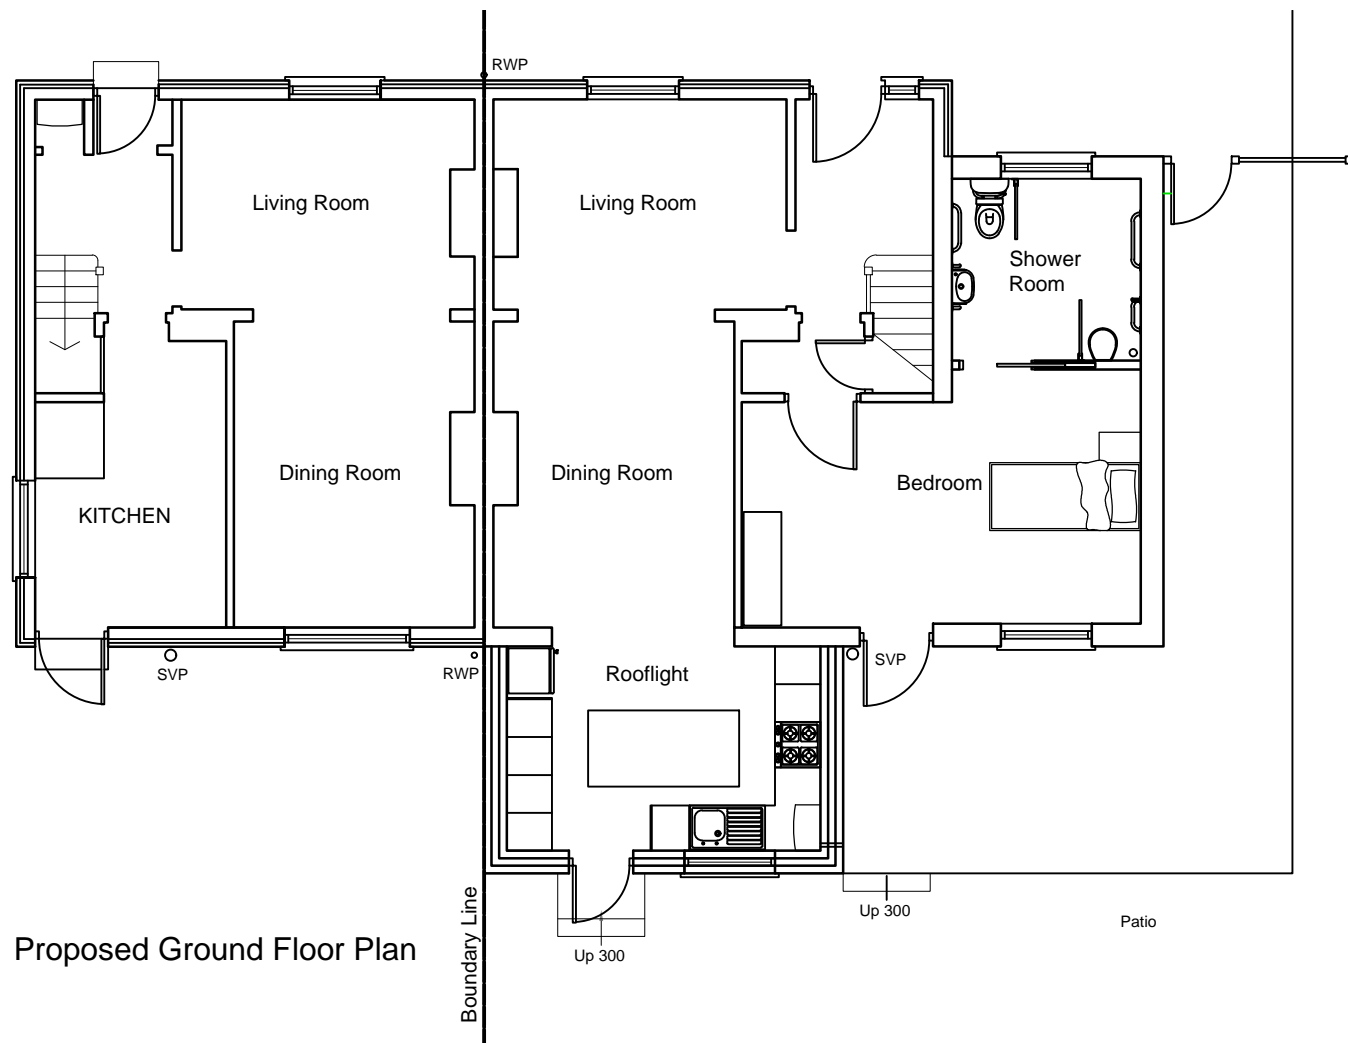 RWP
Living Room
Living Room
Shower
Room
Dining Room
Dining Room
Bedroom
KITCHEN
SVP
RWP
Rooflight
SVP
Up 300
Patio
Proposed Ground Floor Plan
Boundary Line
Up 300